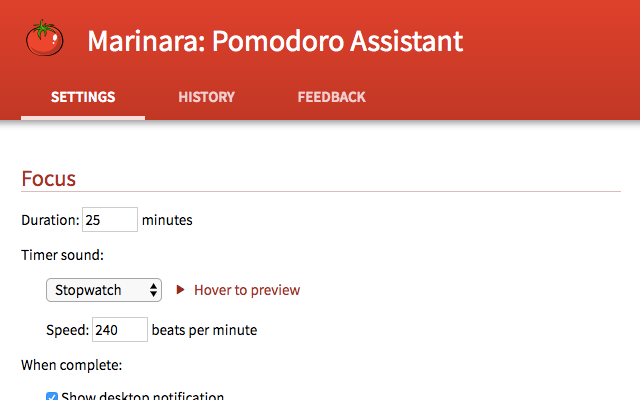 Marinara: Pomodoro Assistant
SETTINGS HISTORY FEEDBACK
Focus
Duration: 25 minutes
Timer sound:
Stopwatch Hover to preview
Speed: 240 beats per minute
When complete:
Show desktop notification